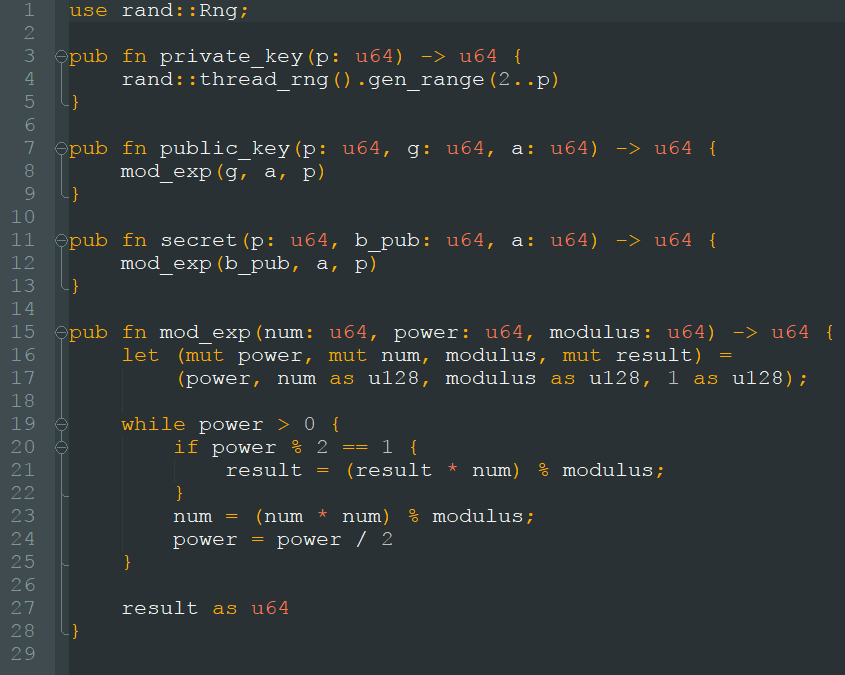 1 use rand::Rng;
2
3 pub fn private_key(p: u64) -> u64 {
4     rand::thread_rng().gen_range(2..p)
5 }
6
7 pub fn public_key(p: u64, g: u64, a: u64) -> u64 {
8     mod_exp(g, a, p)
9 }
10
11 pub fn secret(p: u64, b_pub: u64, a: u64) -> u64 {
12     mod_exp(b_pub, a, p)
13 }
14
15 pub fn mod_exp(num: u64, power: u64, modulus: u64) -> u64 {
16     let (mut power, mut num, modulus, mut result) =
17         (power, num as u128, modulus as u128, 1 as u128);
18
19     while power > 0 {
20         if power % 2 == 1 {
21             result = (result * num) % modulus;
22         }
23         num = (num * num) % modulus;
24         power = power / 2
25     }
26
27     result as u64
28 }
29